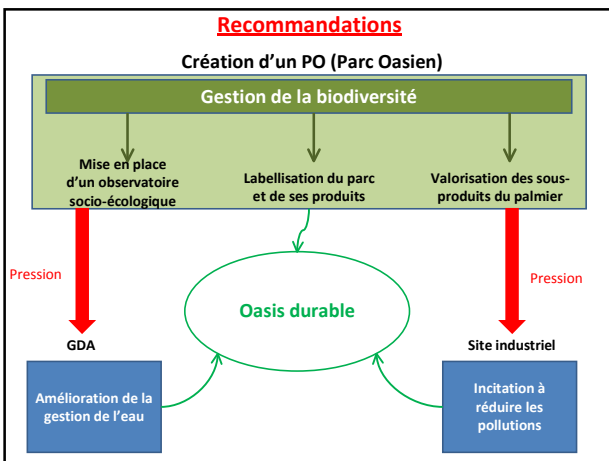 Recommandations
Création d'un PO (Parc Oasien)
Gestion de la biodiversité
Mise en place
d'un observatoire
socio-écologique
Labellisation du parc
et de ses produits
Valorisation des sous-
produits du palmier
Pression
Pression
Oasis durable
GDA
Site industriel
Amélioration de la
gestion de l'eau
Incitation à
réduire les
pollutions